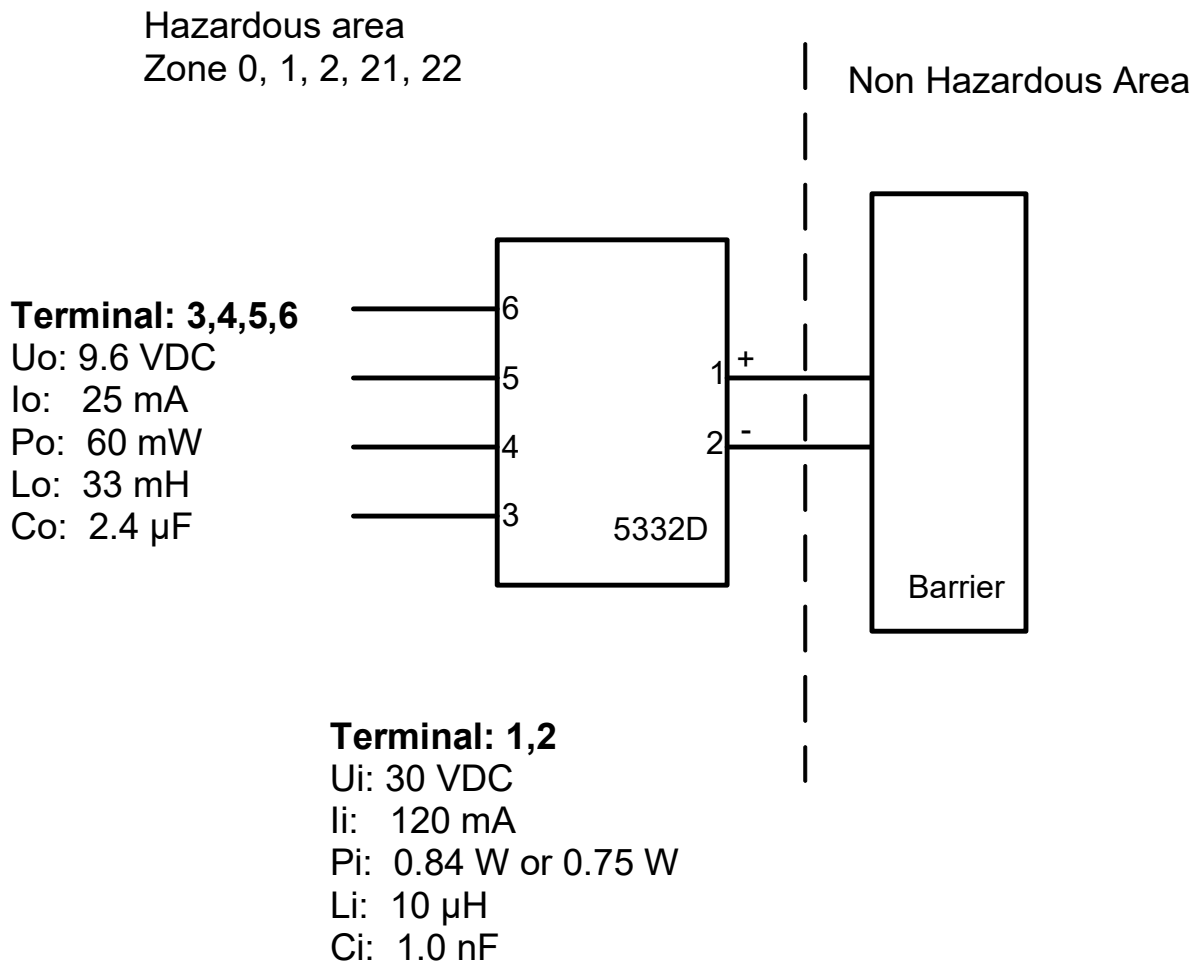 Hazardous area
Zone 0, 1, 2, 21, 22
Non Hazardous Area
Terminal: 3,4,5,6
Uo: 9.6 VDC
Io: 25 mA
Po: 60 mW
Lo: 33 mH
Co: 2.4 µF
6
5
4
3
1
+
2
-
5332D
Barrier
Terminal: 1,2
Ui: 30 VDC
Ii: 120 mA
Pi: 0.84 W or 0.75 W
Li: 10 µH
Ci: 1.0 nF